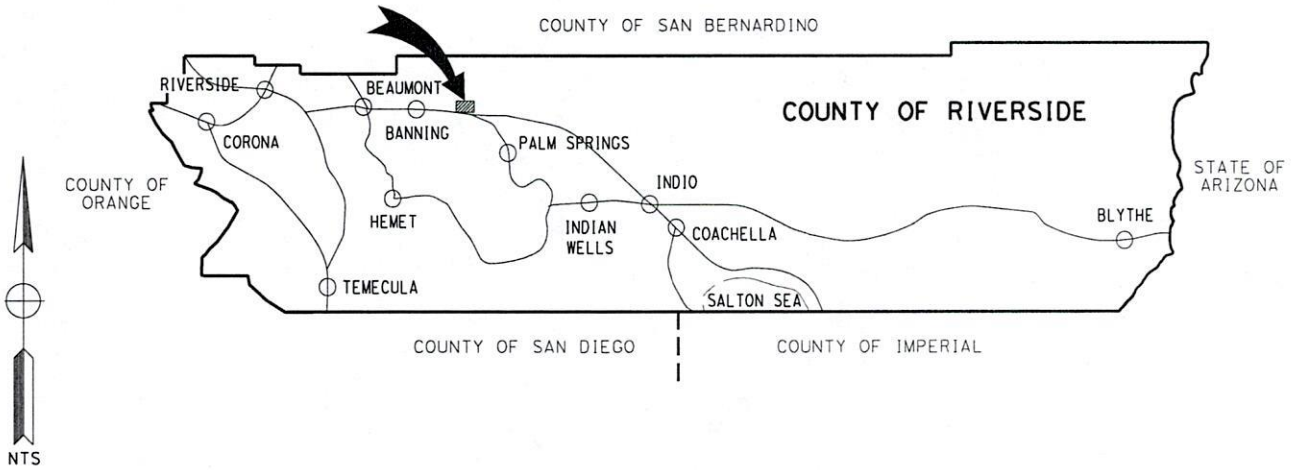 COUNTY OF SAN BERNARDINO
RIVERSIDE
BEAUMONT
COUNTY OF RIVERSIDE
CORONA
BANNING
PALM SPRINGS
COUNTY OF
ORANGE
STATE OF
ARIZONA
INDIO
HEMET
INDIAN
WELLS
COACHELLA
BLYTHE
TEMECULA
SALTON SEA
COUNTY OF SAN DIEGO
COUNTY OF IMPERIAL
NTS